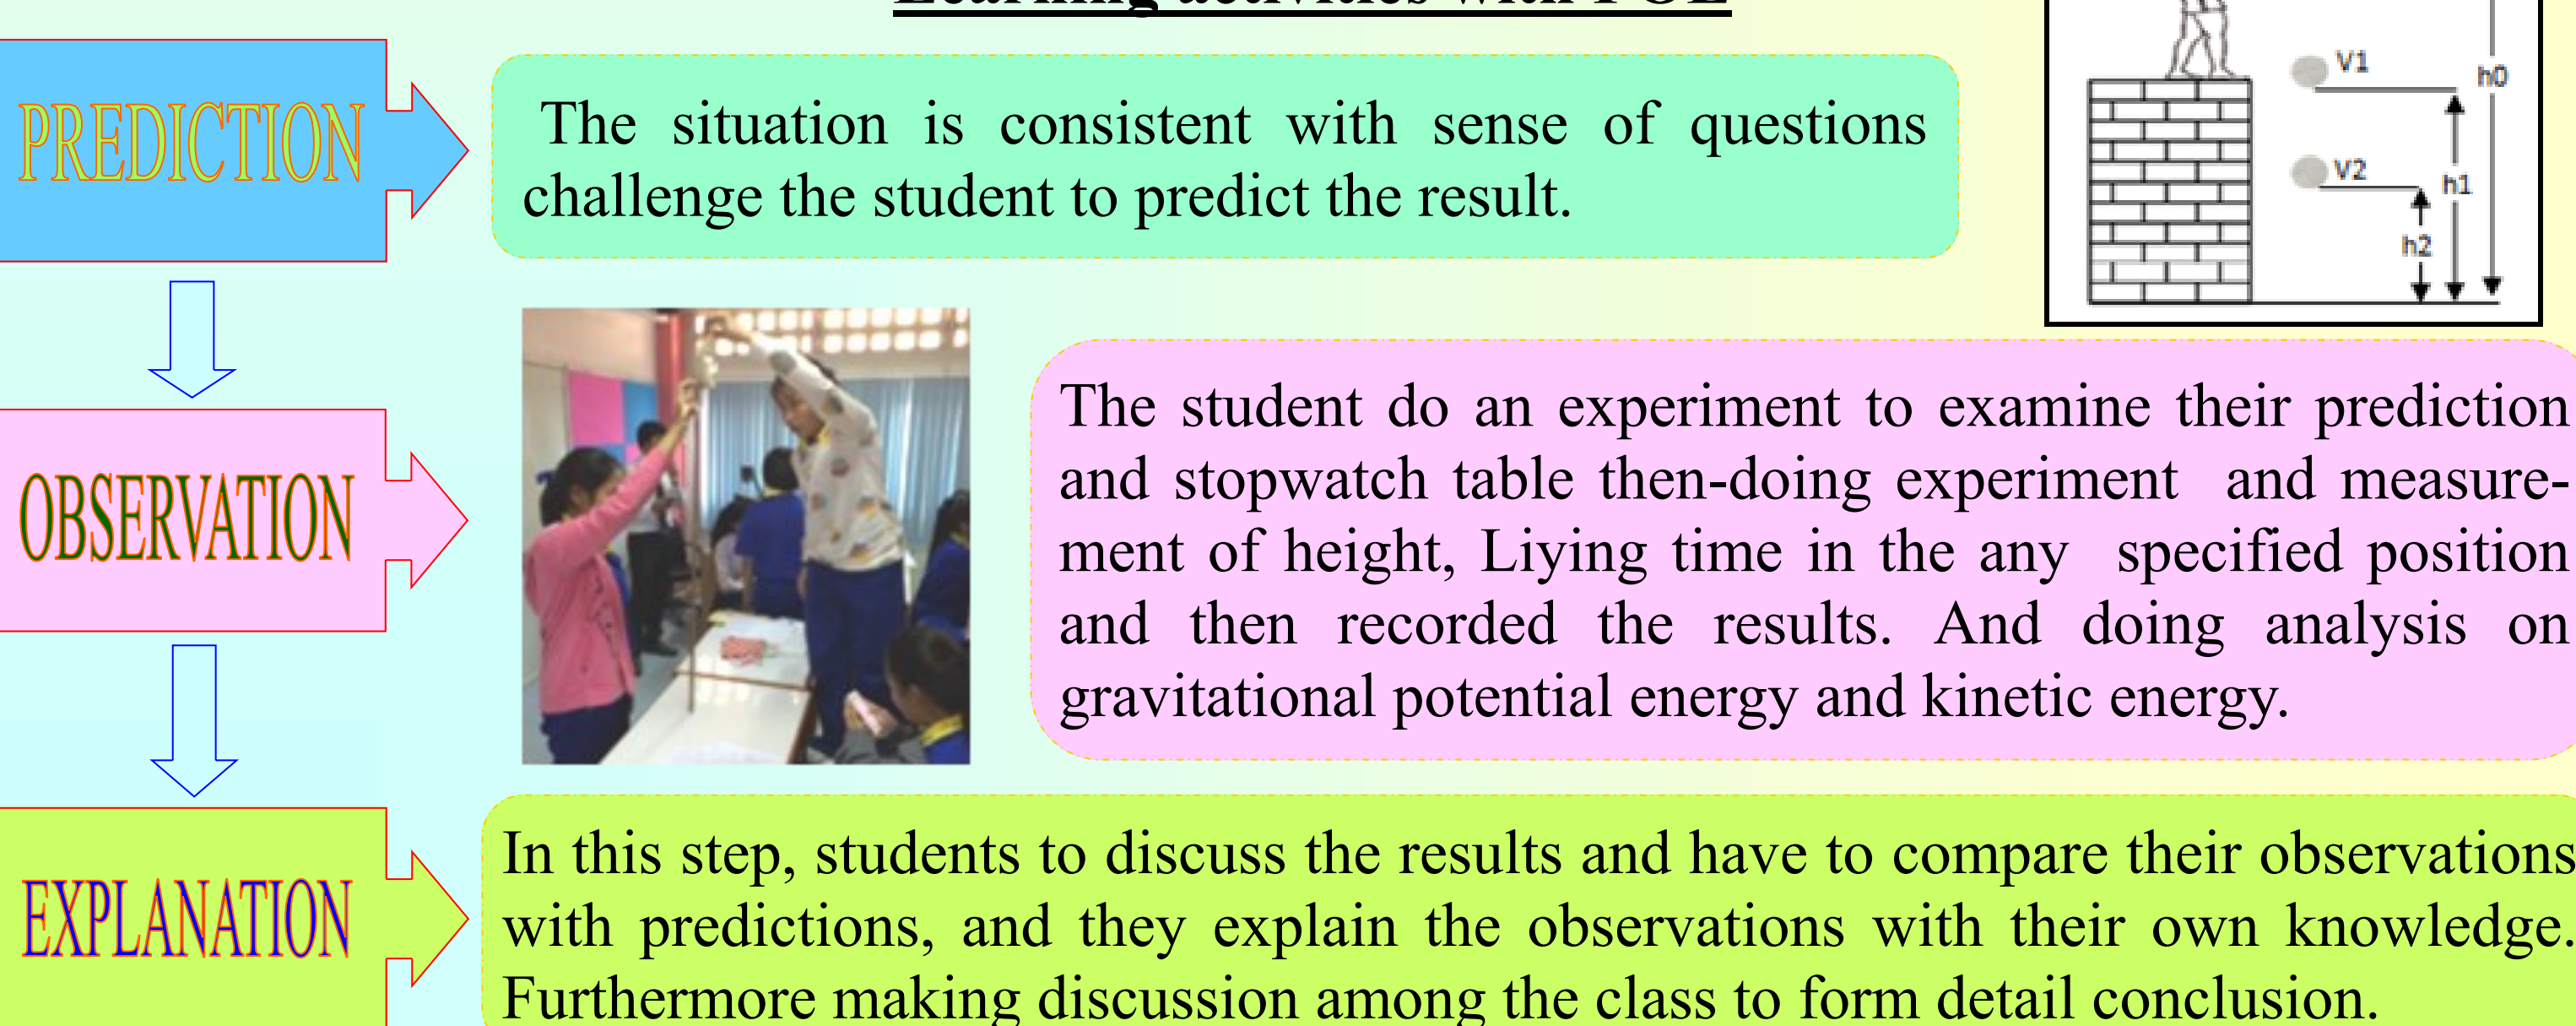 Learning activities with POE
PREDICTION
The situation is consistent with sense of questions
challenge the student to predict the result.
V1
h0
V2
h1
h2
OBSERVATION
The student do an experiment to examine their prediction
and stopwatch table then-doing experiment and measure-
ment of height, Liying time in the any specified position
and then recorded the results. And doing analysis on
gravitational potential energy and kinetic energy.
EXPLANATION
In this step, students to discuss the results and have to compare their observations
with predictions, and they explain the observations with their own knowledge.
Furthermore making discussion among the class to form detail conclusion.